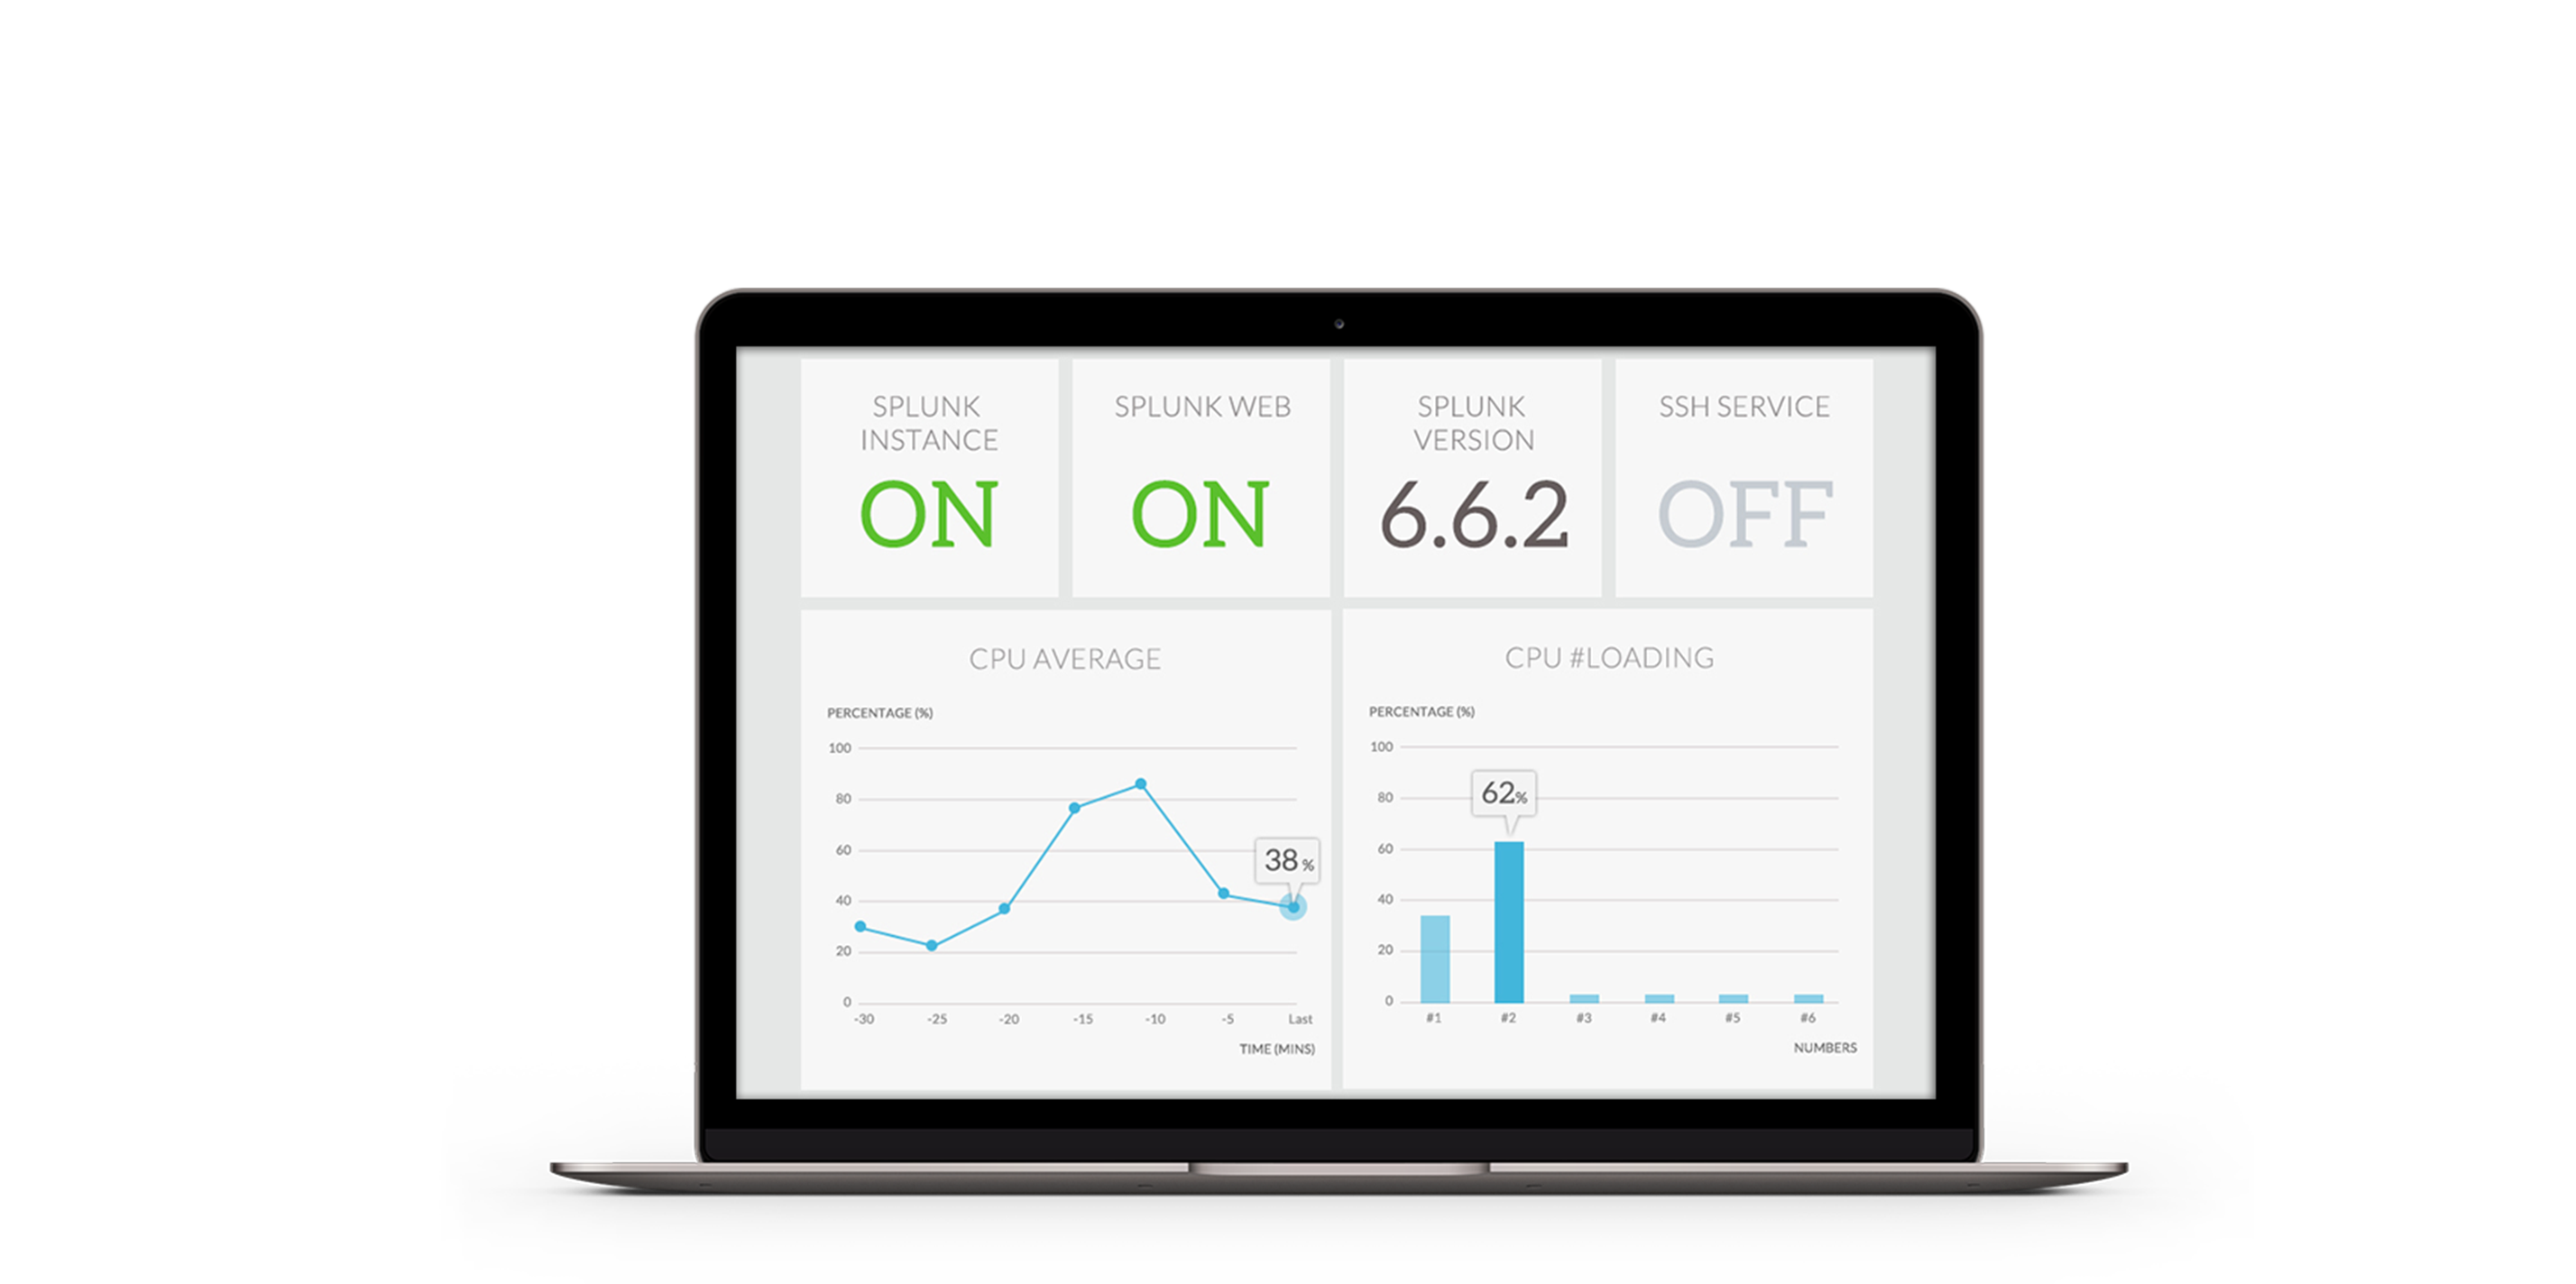 SPLUNK
INSTANCE
ON
SPLUNK WEB
ON
SPLUNK
VERSION
6.6.2
SSH SERVICE
OFF
CPU AVERAGE
PERCENTAGE (%)
100
80
60
40
20
0
38 %
-30 -25 -20 -15 -10 -5 Last
TIME (MINS)
CPU #LOADING
PERCENTAGE (%)
100
80
60
40
20
0
62%
#1 #2 #3 #4 #5 #6
NUMBERS